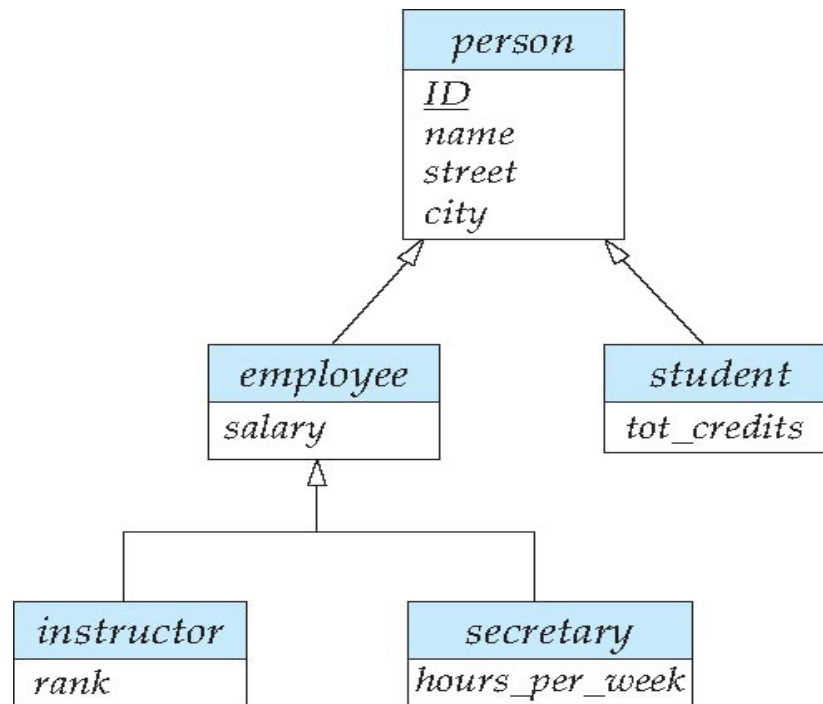 person
ID
name
street
city
employee
salary
student
tot_credits
instructor
rank
secretary
hours_per_week